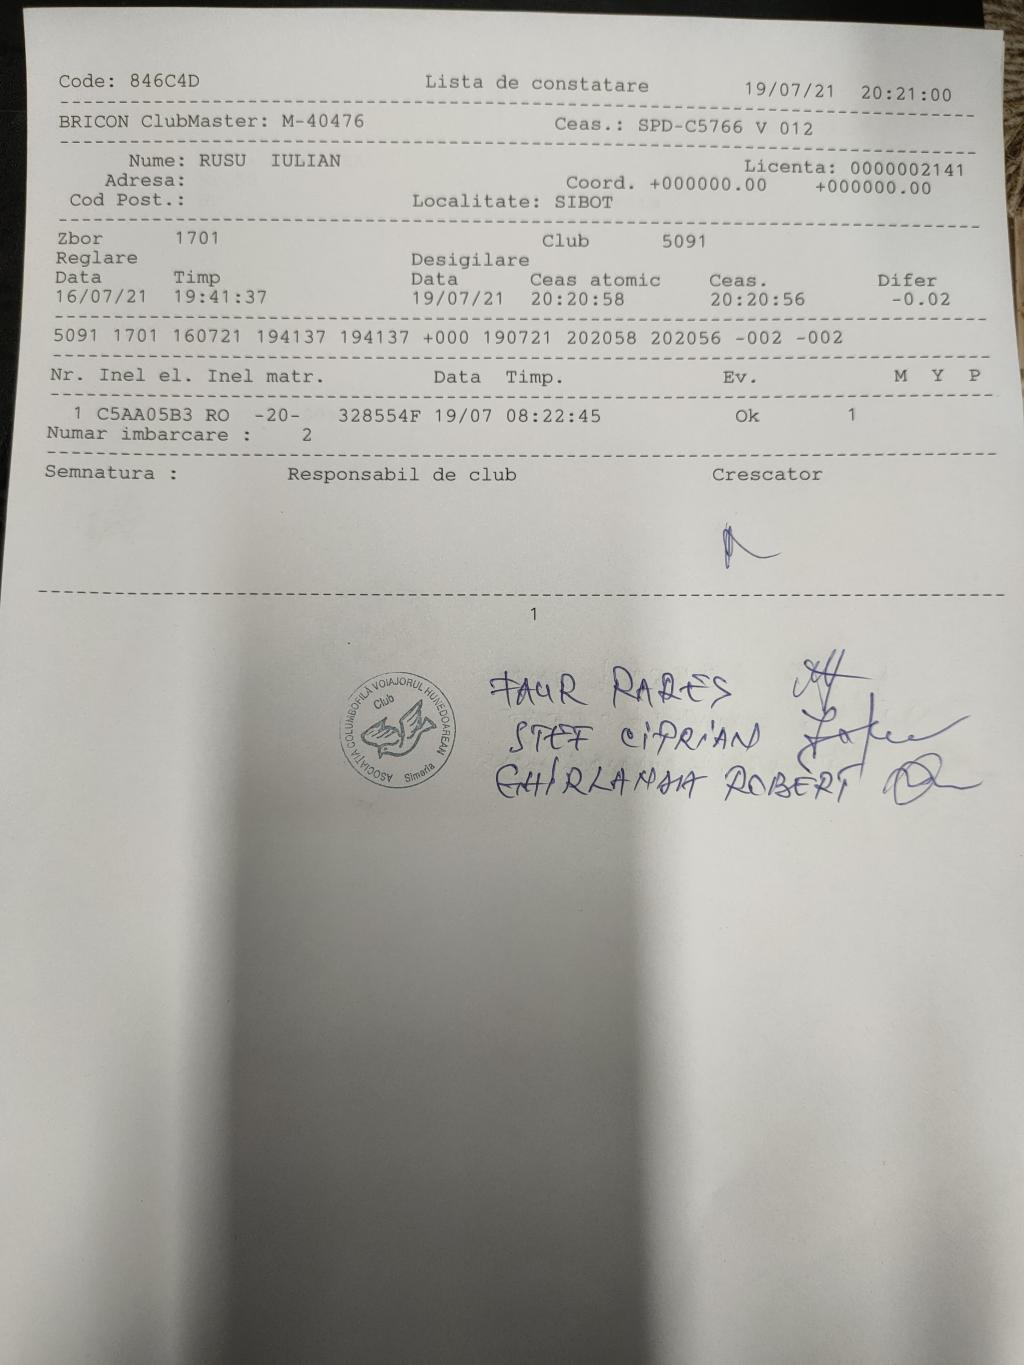 Code: 846C4D Lista de constatare 19/07/21 20:21:00
BRICON ClubMaster: M-40476 Ceas.: SPD-C5766 V 012
Nume: RUSU IULIAN Licenta: 0000002141
Adresa: Coord. +000000.00 +000000.00
Cod Post.: Localitate: SIBOT
Zbor 1701 Club 5091
Reglare Desigilare
Data Timp Data Ceas atomic Ceas. Difer
16/07/21 19:41:37 19/07/21 20:20:58 20:20:56 -0.02
5091 1701 160721 194137 194137 +000 190721 202058 202056 -002 -002
Nr. Inel el. Inel matr. Data Timp. Ev. M Y P
1 C5AA05B3 RO -20- 328554F 19/07 08:22:45 Ok 1
Numar imbarcare : 2
Semnatura : Responsabil de club Crescator
1
ASOCIAȚIA COLUMBOFILĂ VOIAJORUL HUNEDOAREAN
Club
Simeria
FAUR RARES
STEF CIPRIAN
ROBERT